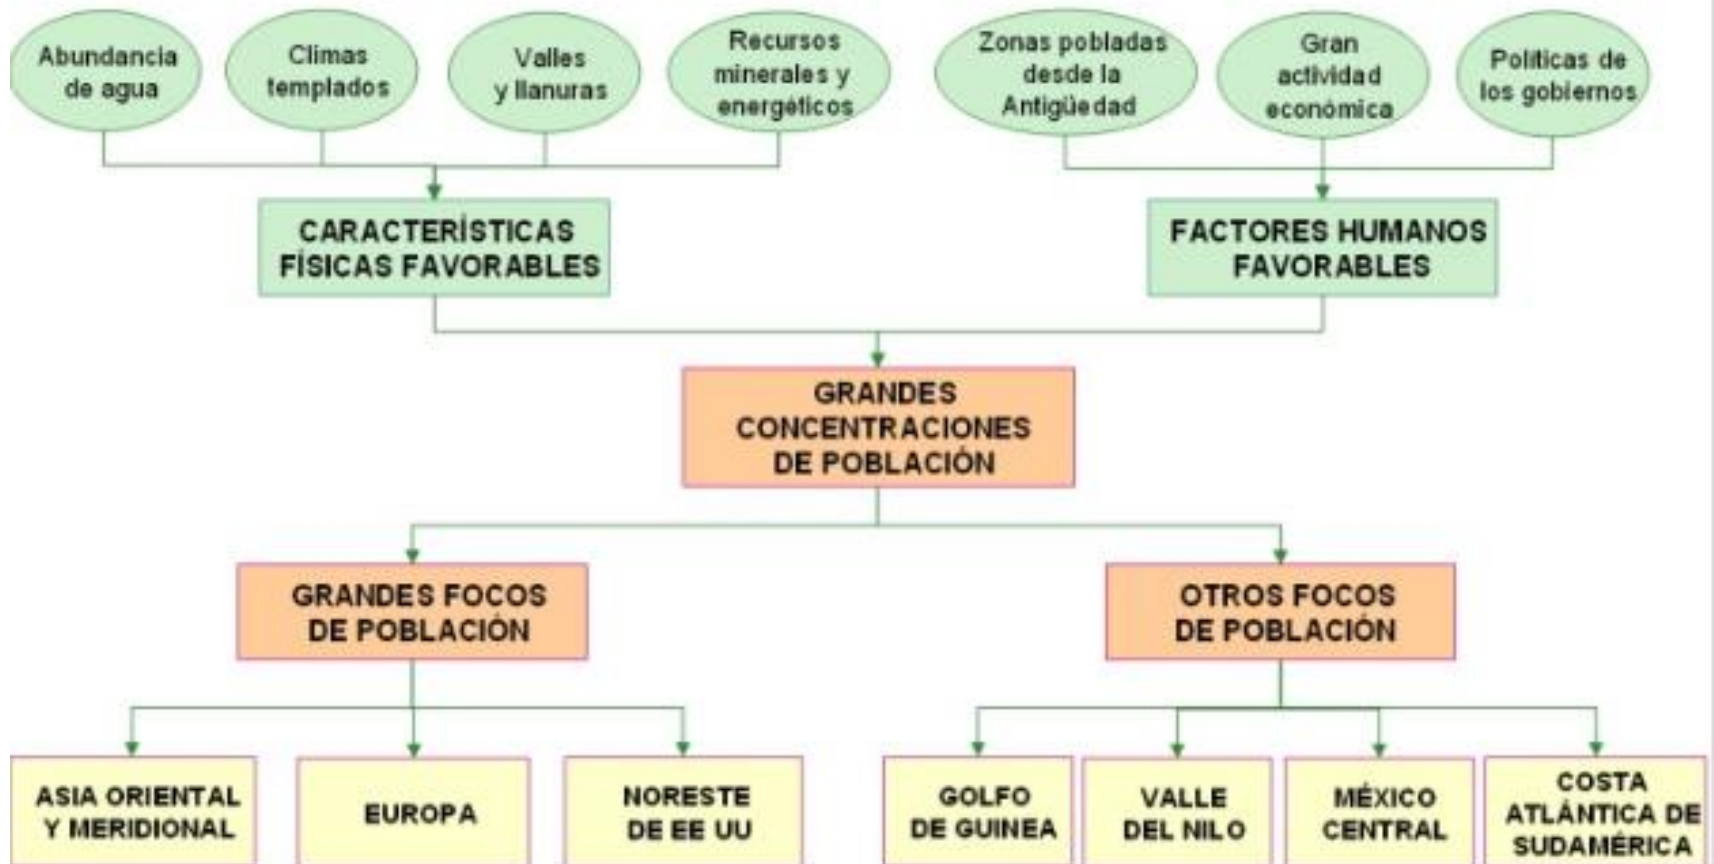 Abundancia
de agua
Climas
templados
Valles
y llanuras
Recursos
minerales y
energéticos
Zonas pobladas
desde la
Antigüedad
Gran
actividad
económica
Políticas de
los gobiernos
CARACTERÍSTICAS
FÍSICAS FAVORABLES
FACTORES HUMANOS
FAVORABLES
GRANDES
CONCENTRACIONES
DE POBLACIÓN
GRANDES FOCOS
DE POBLACIÓN
OTROS FOCOS
DE POBLACIÓN
ASIA ORIENTAL
Y MERIDIONAL
EUROPA
NORESTE
DE EE UU
GOLFO
DE GUINEA
VALLE
DEL NILO
MÉXICO
CENTRAL
COSTA
ATLÁNTICA DE
SUDAMÉRICA